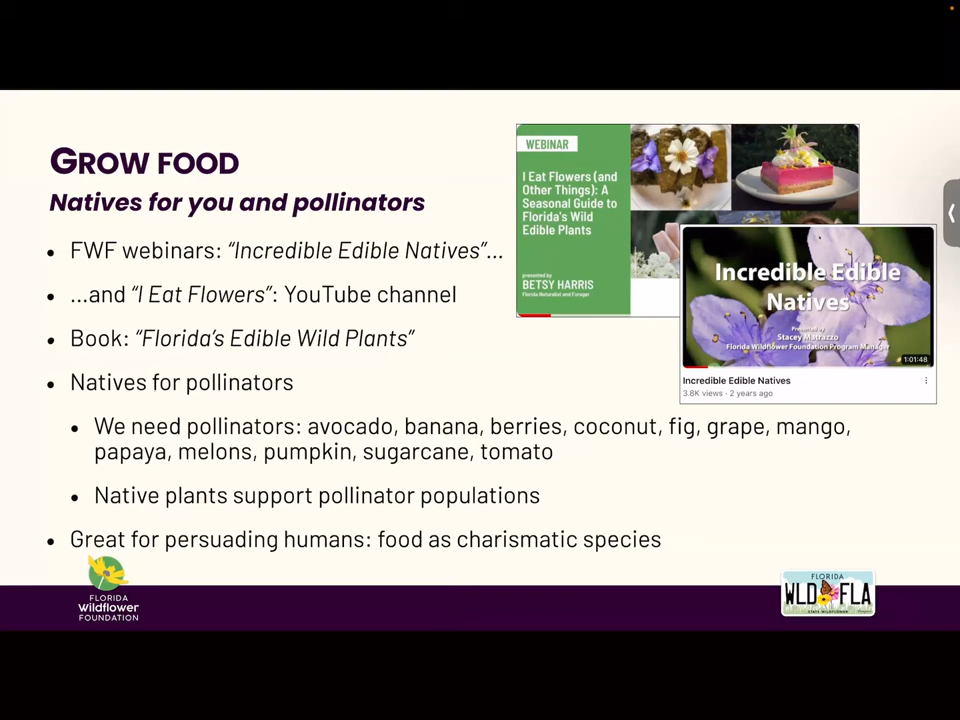 GROW FOOD
Natives for you and pollinators
• FWF webinars: “Incredible Edible Natives”...
• ...and “I Eat Flowers”: YouTube channel
• Book: “Florida’s Edible Wild Plants”
• Natives for pollinators
• We need pollinators: avocado, banana, berries, coconut, fig, grape, mango,
papaya, melons, pumpkin, sugarcane, tomato
• Native plants support pollinator populations
• Great for persuading humans: food as charismatic species
WEBINAR
I Eat Flowers (and
Other Things): A
Seasonal Guide to
Florida's Wild
Edible Plants
presented by
BETSY HARRIS
Florida Naturalist and Forager
Incredible Edible
Natives
Presented by
Stacey Matrazzo
Florida Wildflower Foundation Program Manager
1:01:48
Incredible Edible Natives
3.8K views · 2 years ago
FLORIDA
Wildflower
FOUNDATION
FLORIDA
WLD FLA
STATE WILDFLOWER